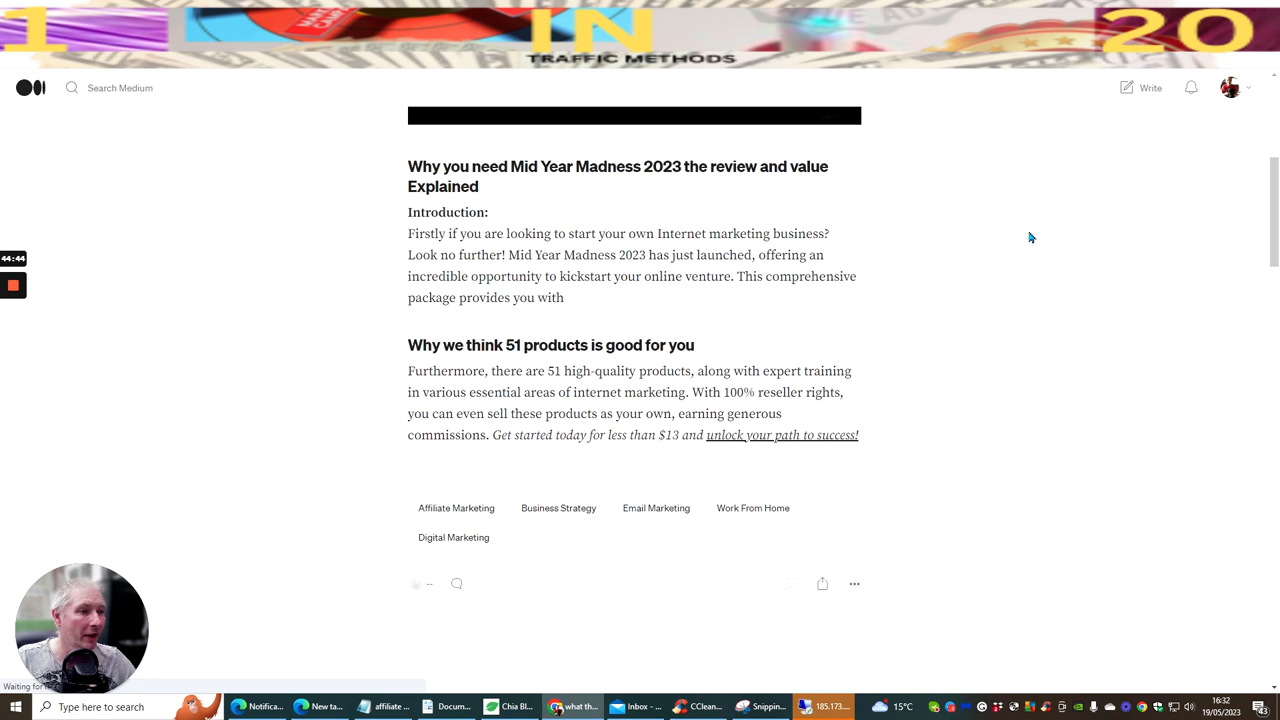 1 IN 20
TRAFFIC METHODS
Search Medium
Write
Why you need Mid Year Madness 2023 the review and value
Explained
Introduction:
Firstly if you are looking to start your own Internet marketing business?
Look no further! Mid Year Madness 2023 has just launched, offering an
incredible opportunity to kickstart your online venture. This comprehensive
package provides you with
44:44
Why we think 51 products is good for you
Furthermore, there are 51 high-quality products, along with expert training
in various essential areas of internet marketing. With 100% reseller rights,
you can even sell these products as your own, earning generous
commissions. Get started today for less than $13 and unlock your path to success!
Affiliate Marketing
Business Strategy
Email Marketing
Work From Home
Digital Marketing
--
Waiting for
Type here to search
Notifica...
New ta...
affiliate ...
Docum...
Chia Bl...
what th...
Inbox - ...
CClean...
Snippin...
185.173....
15°C
16:32
19/05/2023